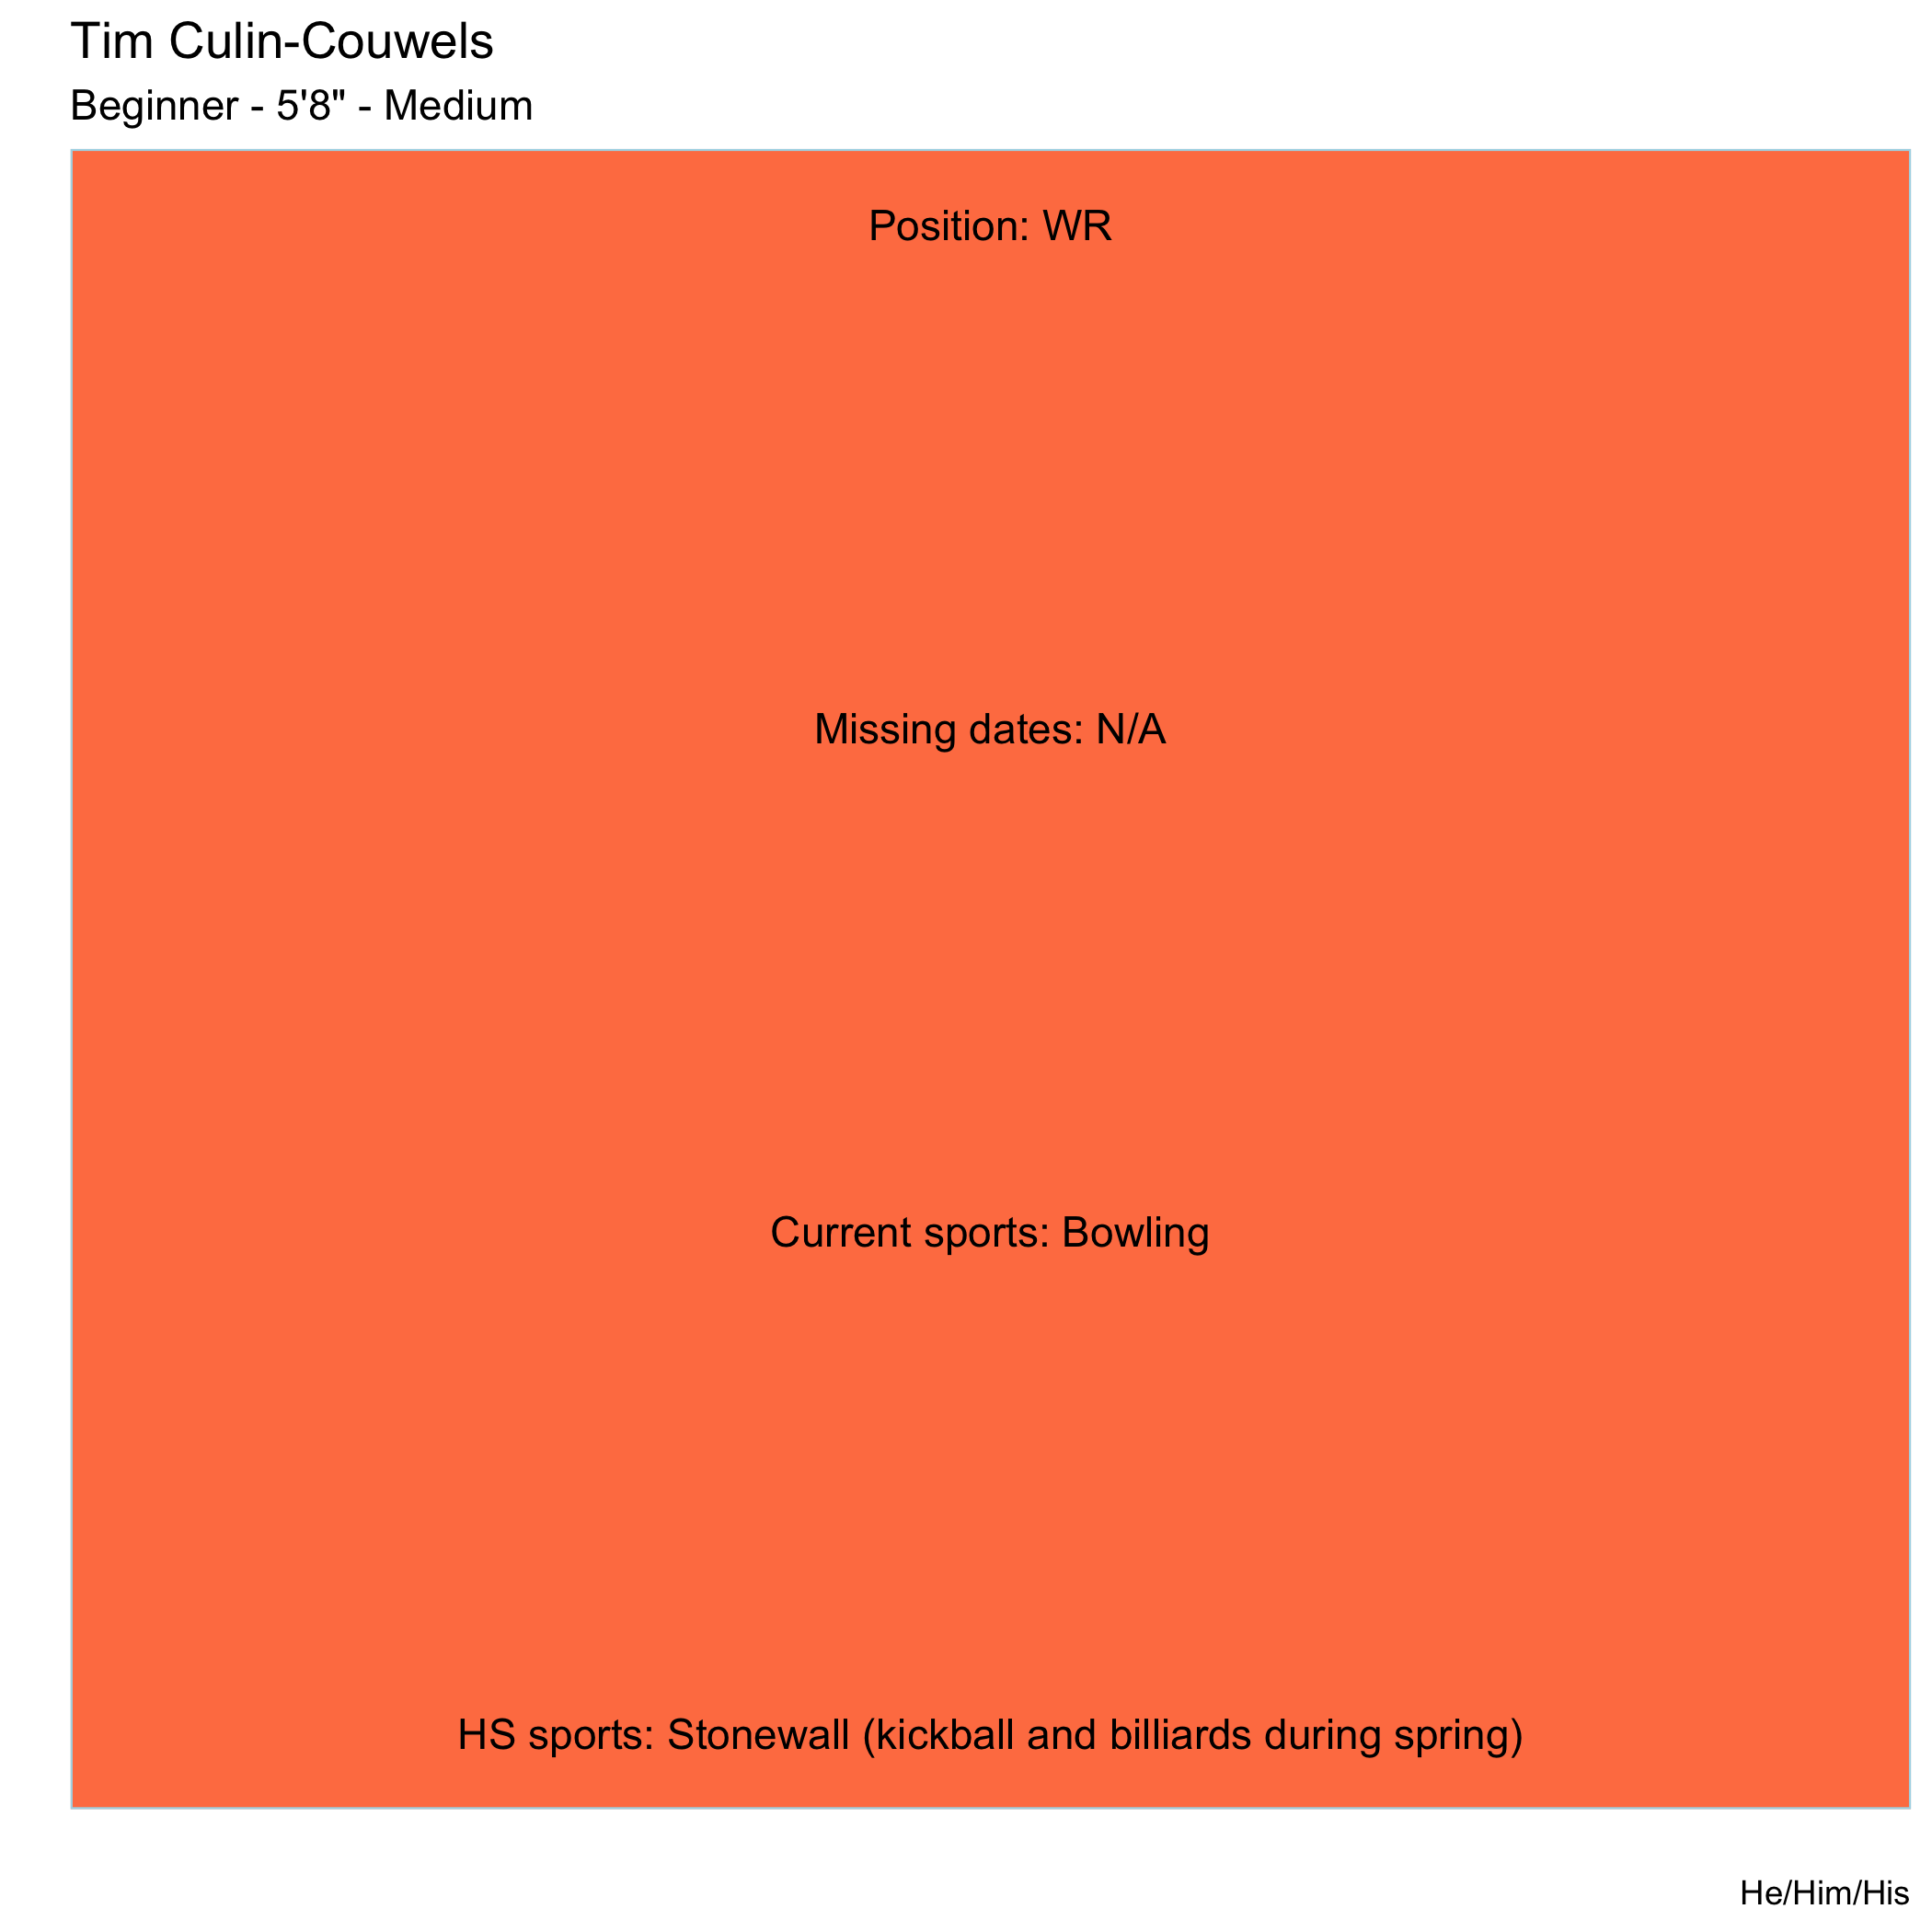 Tim Culin-Couwels
Beginner - 5'8" - Medium
Position: WR
Missing dates: N/A
Current sports: Bowling
HS sports: Stonewall (kickball and billiards during spring)
He/Him/His